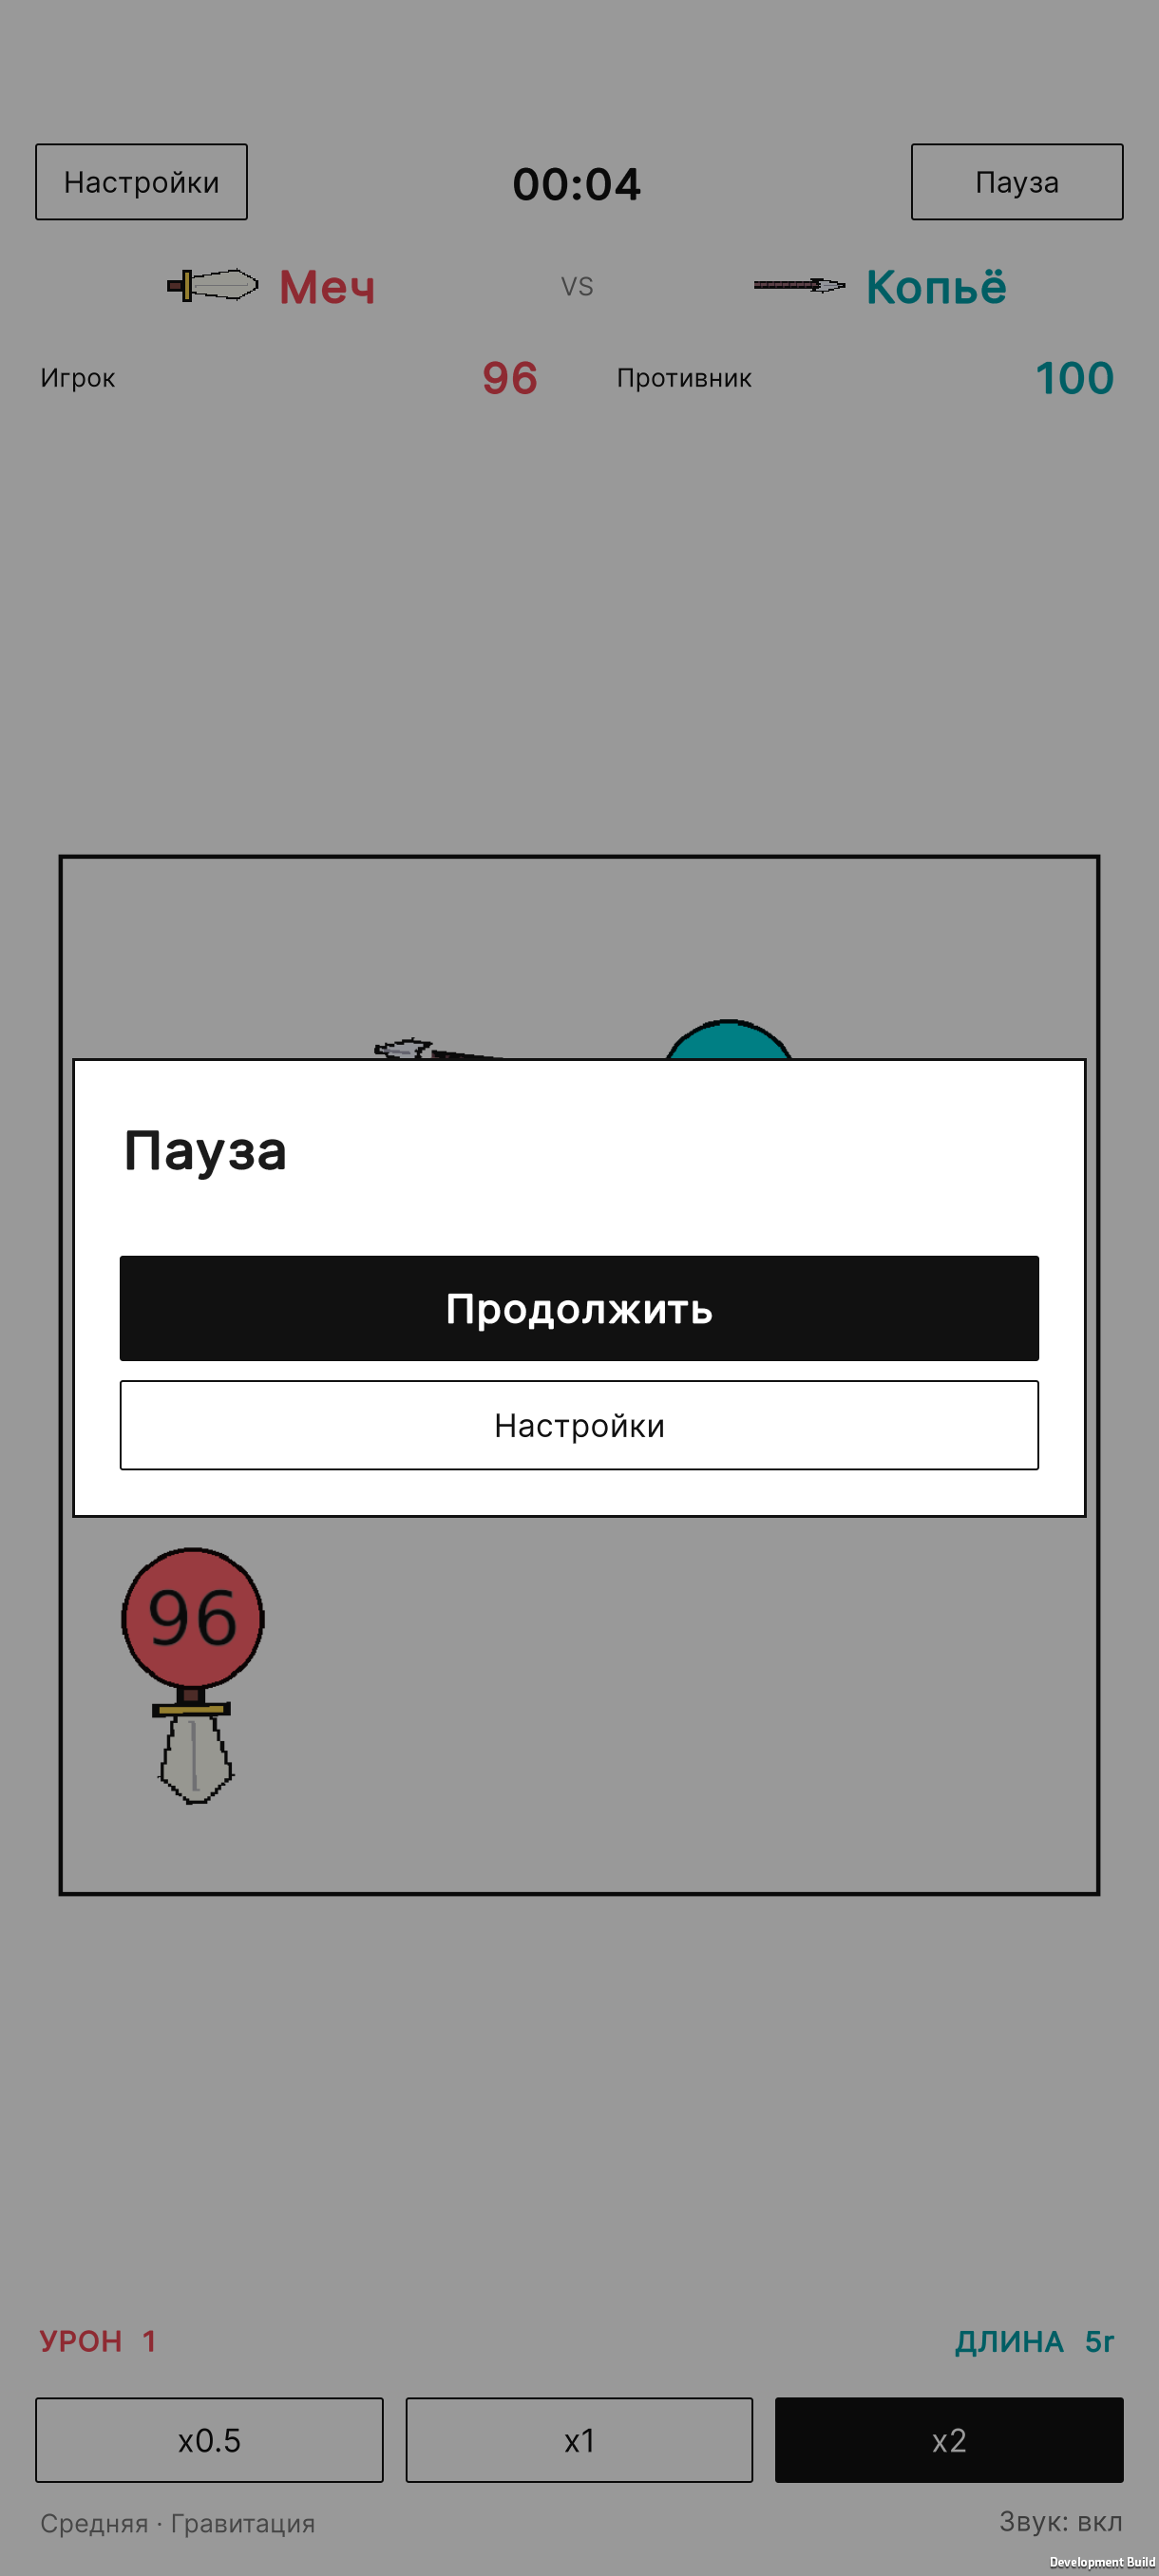 Настройки 00:04 Пауза
Меч VS Копьё
Игрок 96 Противник 100
Пауза
Продолжить
Настройки
96
УРОН 1 ДЛИНА 5r
x0.5 x1 x2
Средняя · Гравитация Звук: вкл
Development Build